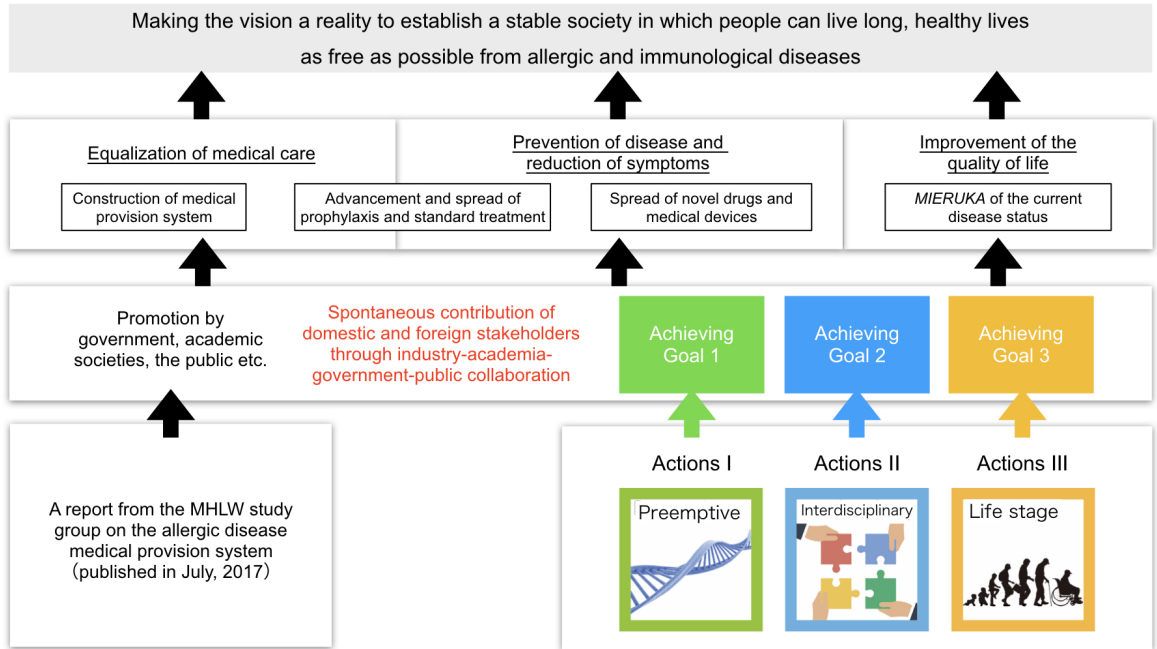 Making the vision a reality to establish a stable society in which people can live long, healthy lives
as free as possible from allergic and immunological diseases
Equalization of medical care
Construction of medical
provision system
Advancement and spread of
prophylaxis and standard treatment
Prevention of disease and
reduction of symptoms
Spread of novel drugs and
medical devices
Improvement of the
quality of life
MIERUKA of the current
disease status
Promotion by
government, academic
societies, the public etc.
Spontaneous contribution of
domestic and foreign stakeholders
through industry-academia-
government-public collaboration
Achieving
Goal 1
Achieving
Goal 2
Achieving
Goal 3
A report from the MHLW study
group on the allergic disease
medical provision system
（published in July, 2017）
Actions I
Actions II
Actions III
Preemptive
Interdisciplinary
Life stage